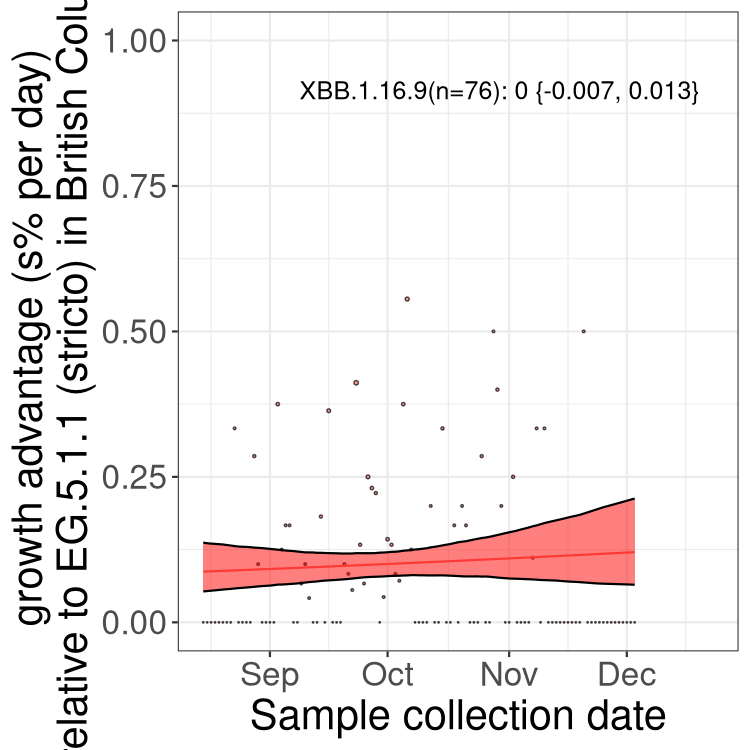 growth advantage (s% per day)
relative to EG.5.1.1 (stricto) in British
1.00
0.75
0.50
0.25
0.00
XBB.1.16.9(n=76): 0 {-0.007, 0.013}
Sep Oct Nov Dec
Sample collection date